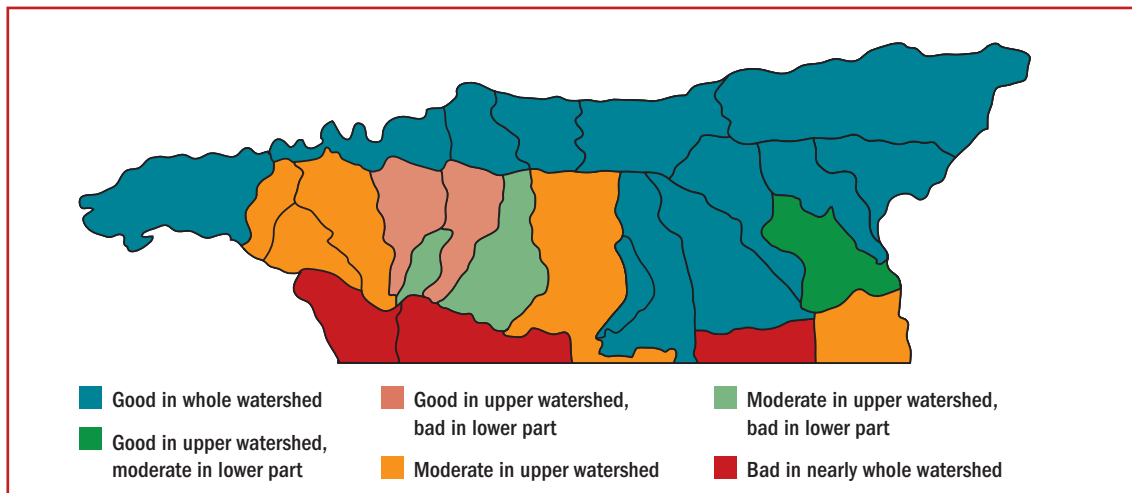 Good in whole watershed
Good in upper watershed,
moderate in lower part
Good in upper watershed,
bad in lower part
Moderate in upper watershed
Moderate in upper watershed,
bad in lower part
Bad in nearly whole watershed